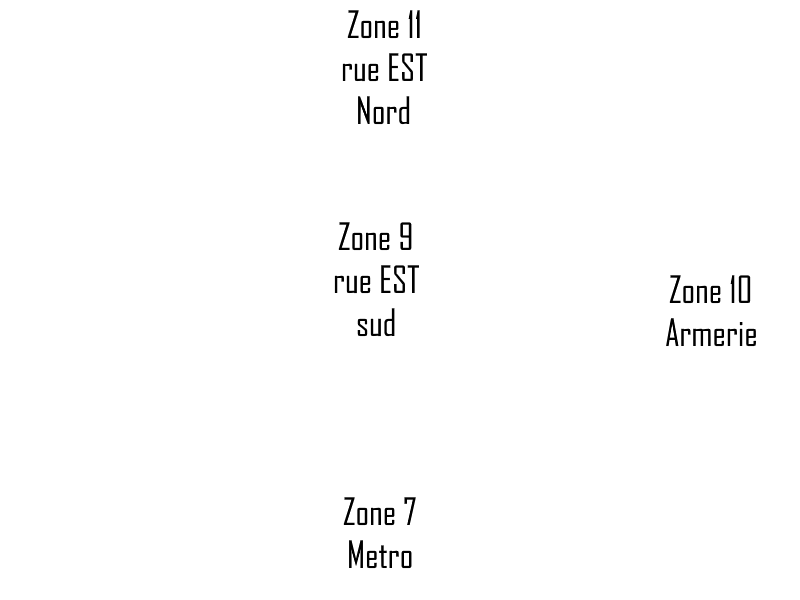 Zone 11
rue EST
Nord
Zone 9
rue EST
sud
Zone 10
Armerie
Zone 7
Metro